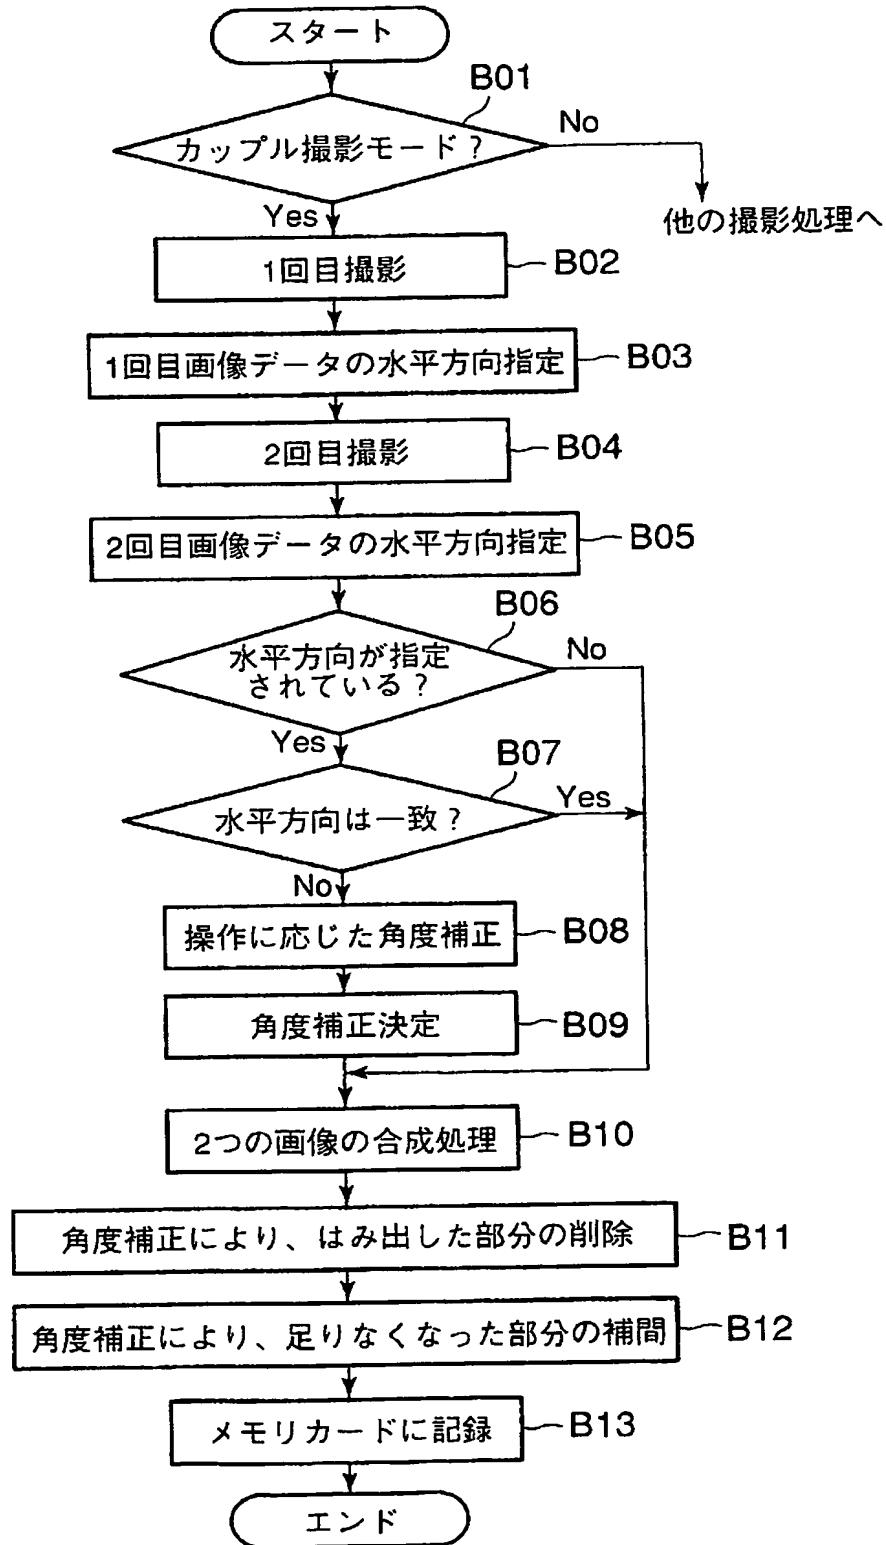 スタート
B01
カップル撮影モード？
No
Yes
他の撮影処理へ
1回目撮影
B02
1回目画像データの水平方向指定
B03
2回目撮影
B04
2回目画像データの水平方向指定
B05
B06
水平方向が指定
されている？
No
Yes
B07
水平方向は一致？
Yes
No
操作に応じた角度補正
B08
角度補正決定
B09
2つの画像の合成処理
B10
角度補正により、はみ出した部分の削除
B11
角度補正により、足りなくなった部分の補間
B12
メモリカードに記録
B13
エンド